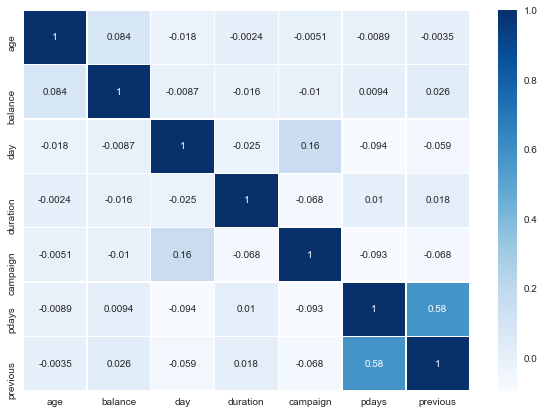 age 1 0.084 -0.018 -0.0024 -0.0051 -0.0089 -0.0035
balance 0.084 1 -0.0087 -0.016 -0.01 0.0094 0.026
day -0.018 -0.0087 1 -0.025 0.16 -0.094 -0.059
duration -0.0024 -0.016 -0.025 1 -0.068 0.01 0.018
campaign -0.0051 -0.01 0.16 -0.068 1 -0.093 -0.068
pdays -0.0089 0.0094 -0.094 0.01 -0.093 1 0.58
previous -0.0035 0.026 -0.059 0.018 -0.068 0.58 1
age balance day duration campaign pdays previous
1.0
0.8
0.6
0.4
0.2
0.0